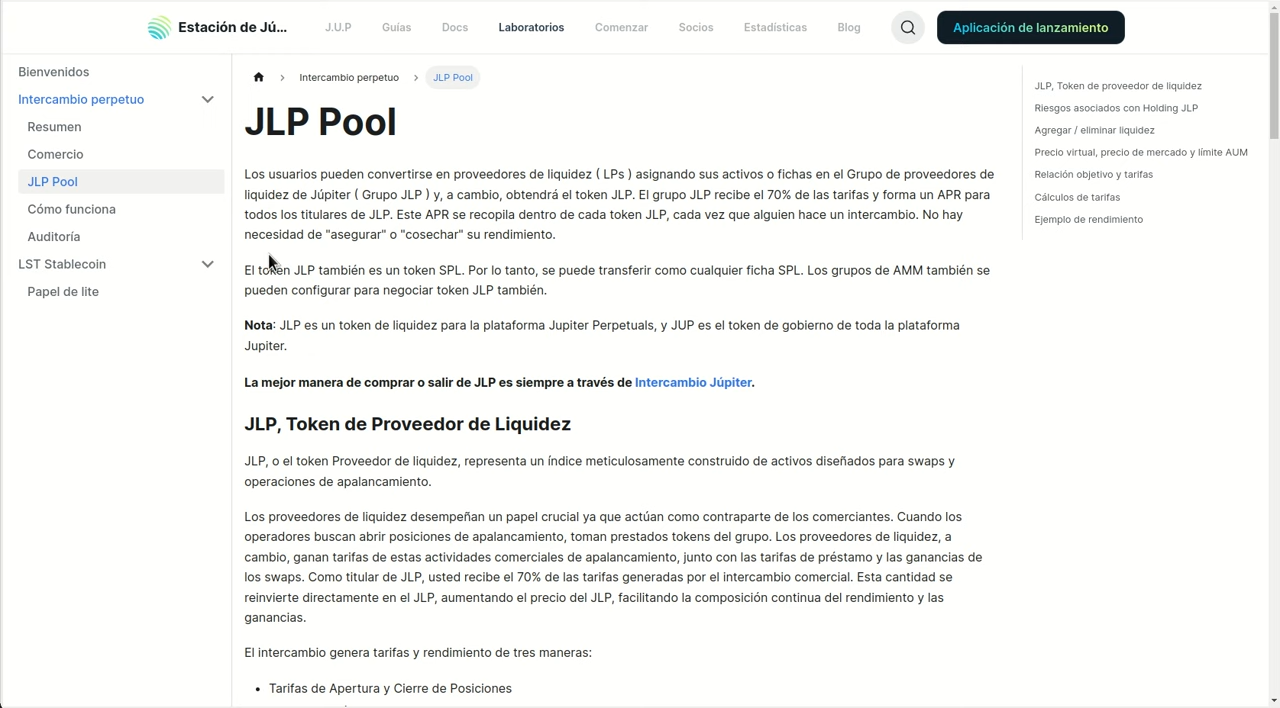 Estación de Jú...
J.U.P
Guías
Docs
Laboratorios
Comenzar
Socios
Estadísticas
Blog
Aplicación de lanzamiento
Bienvenidos
Intercambio perpetuo
Resumen
Comercio
JLP Pool
Cómo funciona
Auditoría
LST Stablecoin
Papel de lite
Intercambio perpetuo
JLP Pool
JLP Pool
Los usuarios pueden convertirse en proveedores de liquidez ( LPs ) asignando sus activos o fichas en el Grupo de proveedores de
liquidez de Júpiter ( Grupo JLP ) y, a cambio, obtendrá el token JLP. El grupo JLP recibe el 70% de las tarifas y forma un APR para
todos los titulares de JLP. Este APR se recopila dentro de cada token JLP, cada vez que alguien hace un intercambio. No hay
necesidad de "asegurar" o "cosechar" su rendimiento.
El token JLP también es un token SPL. Por lo tanto, se puede transferir como cualquier ficha SPL. Los grupos de AMM también se
pueden configurar para negociar token JLP también.
Nota: JLP es un token de liquidez para la plataforma Jupiter Perpetuals, y JUP es el token de gobierno de toda la plataforma
Jupiter.
La mejor manera de comprar o salir de JLP es siempre a través de Intercambio Júpiter.
JLP, Token de Proveedor de Liquidez
JLP, o el token Proveedor de liquidez, representa un índice meticulosamente construido de activos diseñados para swaps y
operaciones de apalancamiento.
Los proveedores de liquidez desempeñan un papel crucial ya que actúan como contraparte de los comerciantes. Cuando los
operadores buscan abrir posiciones de apalancamiento, toman prestados tokens del grupo. Los proveedores de liquidez, a
cambio, ganan tarifas de estas actividades comerciales de apalancamiento, junto con las tarifas de préstamo y las ganancias de
los swaps. Como titular de JLP, usted recibe el 70% de las tarifas generadas por el intercambio comercial. Esta cantidad se
reinvierte directamente en el JLP, aumentando el precio del JLP, facilitando la composición continua del rendimiento y las
ganancias.
El intercambio genera tarifas y rendimiento de tres maneras:
• Tarifas de Apertura y Cierre de Posiciones
JLP, Token de proveedor de liquidez
Riesgos asociados con Holding JLP
Agregar / eliminar liquidez
Precio virtual, precio de mercado y límite AUM
Relación objetivo y tarifas
Cálculos de tarifas
Ejemplo de rendimiento